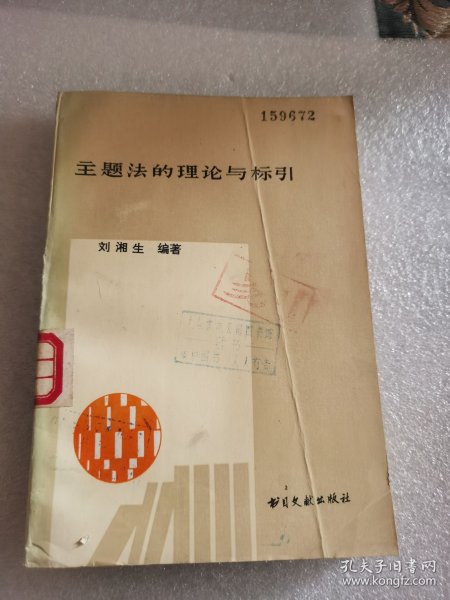 159672
主题法的理论与标引
刘湘生 编著
书目文献出版社
孔夫子旧书网
www.kongfz.com